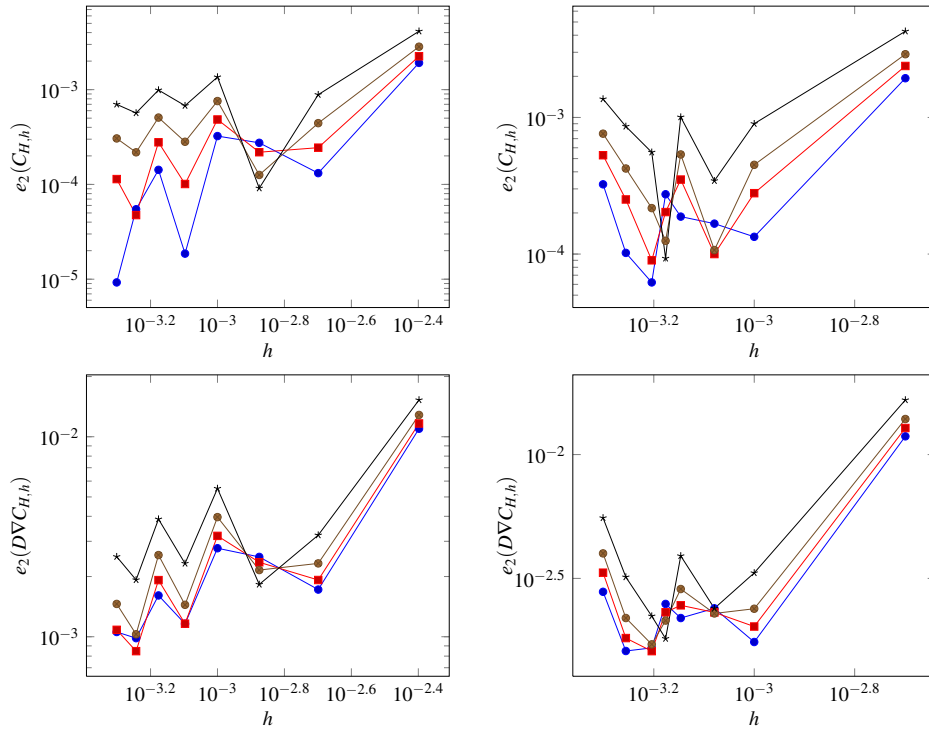 10^{-3}
10^{-4}
10^{-5}
e_2(C_{H,h})
10^{-3.2} 10^{-3} 10^{-2.8} 10^{-2.6} 10^{-2.4}
h
10^{-3}
10^{-4}
e_2(C_{H,h})
10^{-3.2} 10^{-3} 10^{-2.8}
h
10^{-2}
10^{-3}
e_2(D∇C_{H,h})
10^{-3.2} 10^{-3} 10^{-2.8} 10^{-2.6} 10^{-2.4}
h
10^{-2}
10^{-2.5}
e_2(D∇C_{H,h})
10^{-3.2} 10^{-3} 10^{-2.8}
h